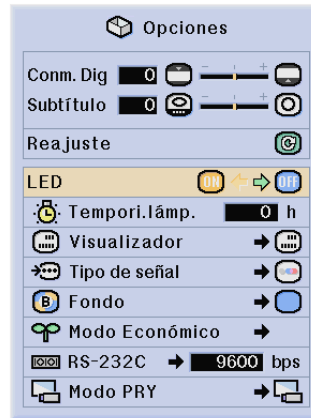 Opciones
Conm. Dig 0 - +
Subtítulo 0 - +
Reajuste
LED ON OFF
Tempori.lámp. 0 h
Visualizador
Tipo de señal
B Fondo
Modo Económico
RS-232C 9600 bps
Modo PRY